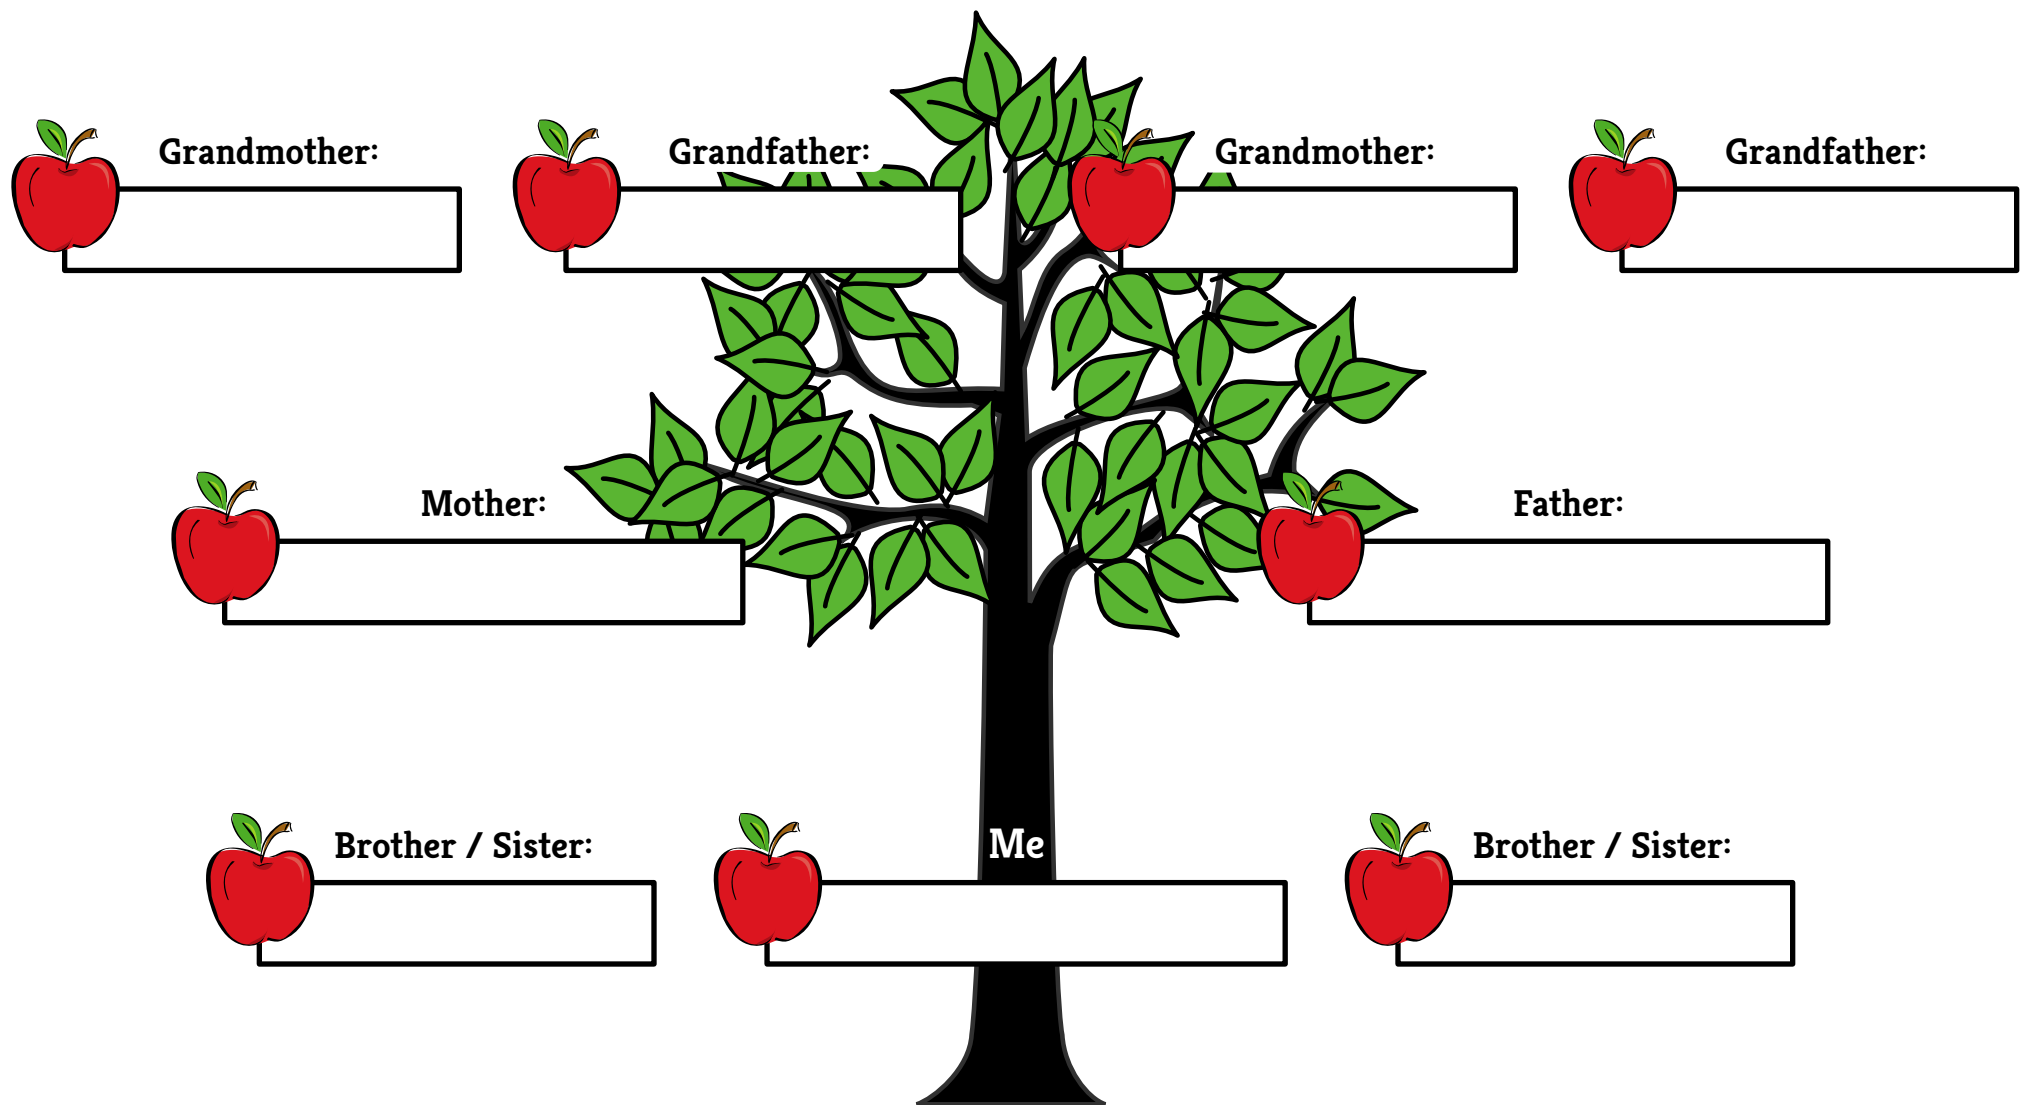 Grandmother:
Grandfather:
Grandmother:
Grandfather:
Mother:
Father:
Brother / Sister:
Me
Brother / Sister: